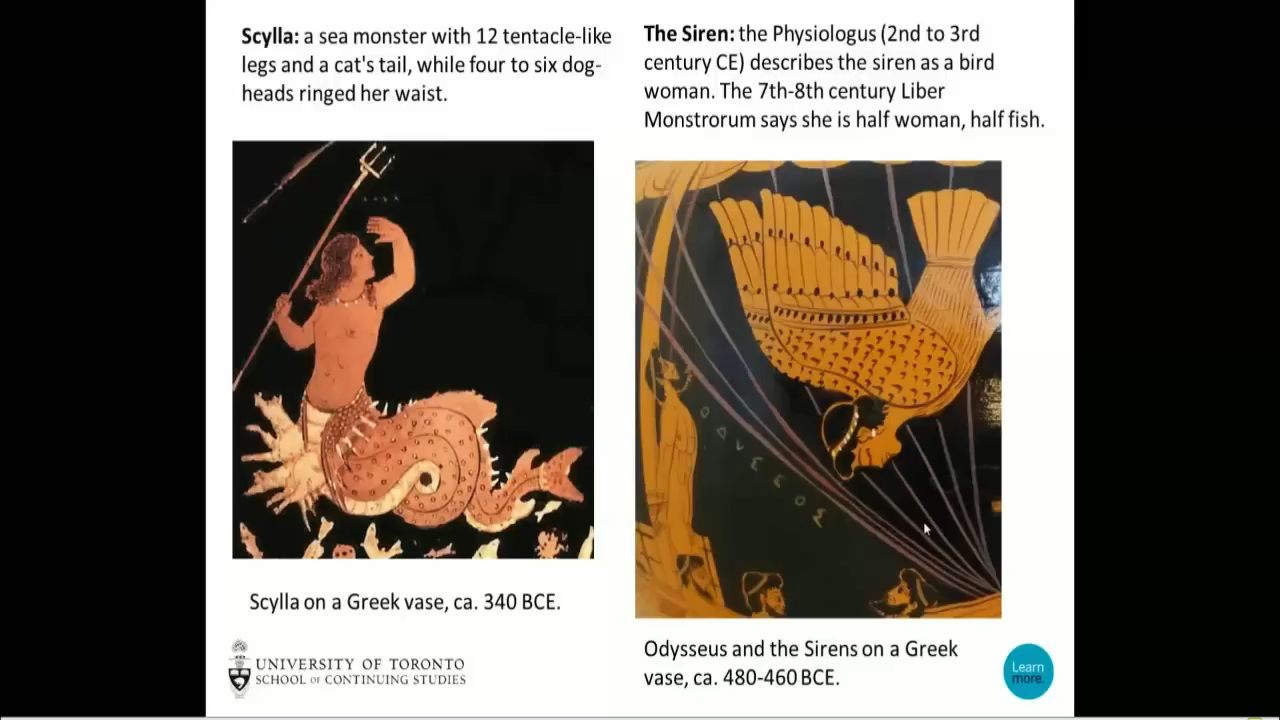 Scylla: a sea monster with 12 tentacle-like
legs and a cat's tail, while four to six dog-
heads ringed her waist.
Scylla on a Greek vase, ca. 340 BCE.
UNIVERSITY OF TORONTO
SCHOOL OF CONTINUING STUDIES
The Siren: the Physiologus (2nd to 3rd
century CE) describes the siren as a bird
woman. The 7th-8th century Liber
Monstrorum says she is half woman, half fish.
ΟΔVΣΕΟΣ
Odysseus and the Sirens on a Greek
vase, ca. 480-460 BCE.
Learn
more.